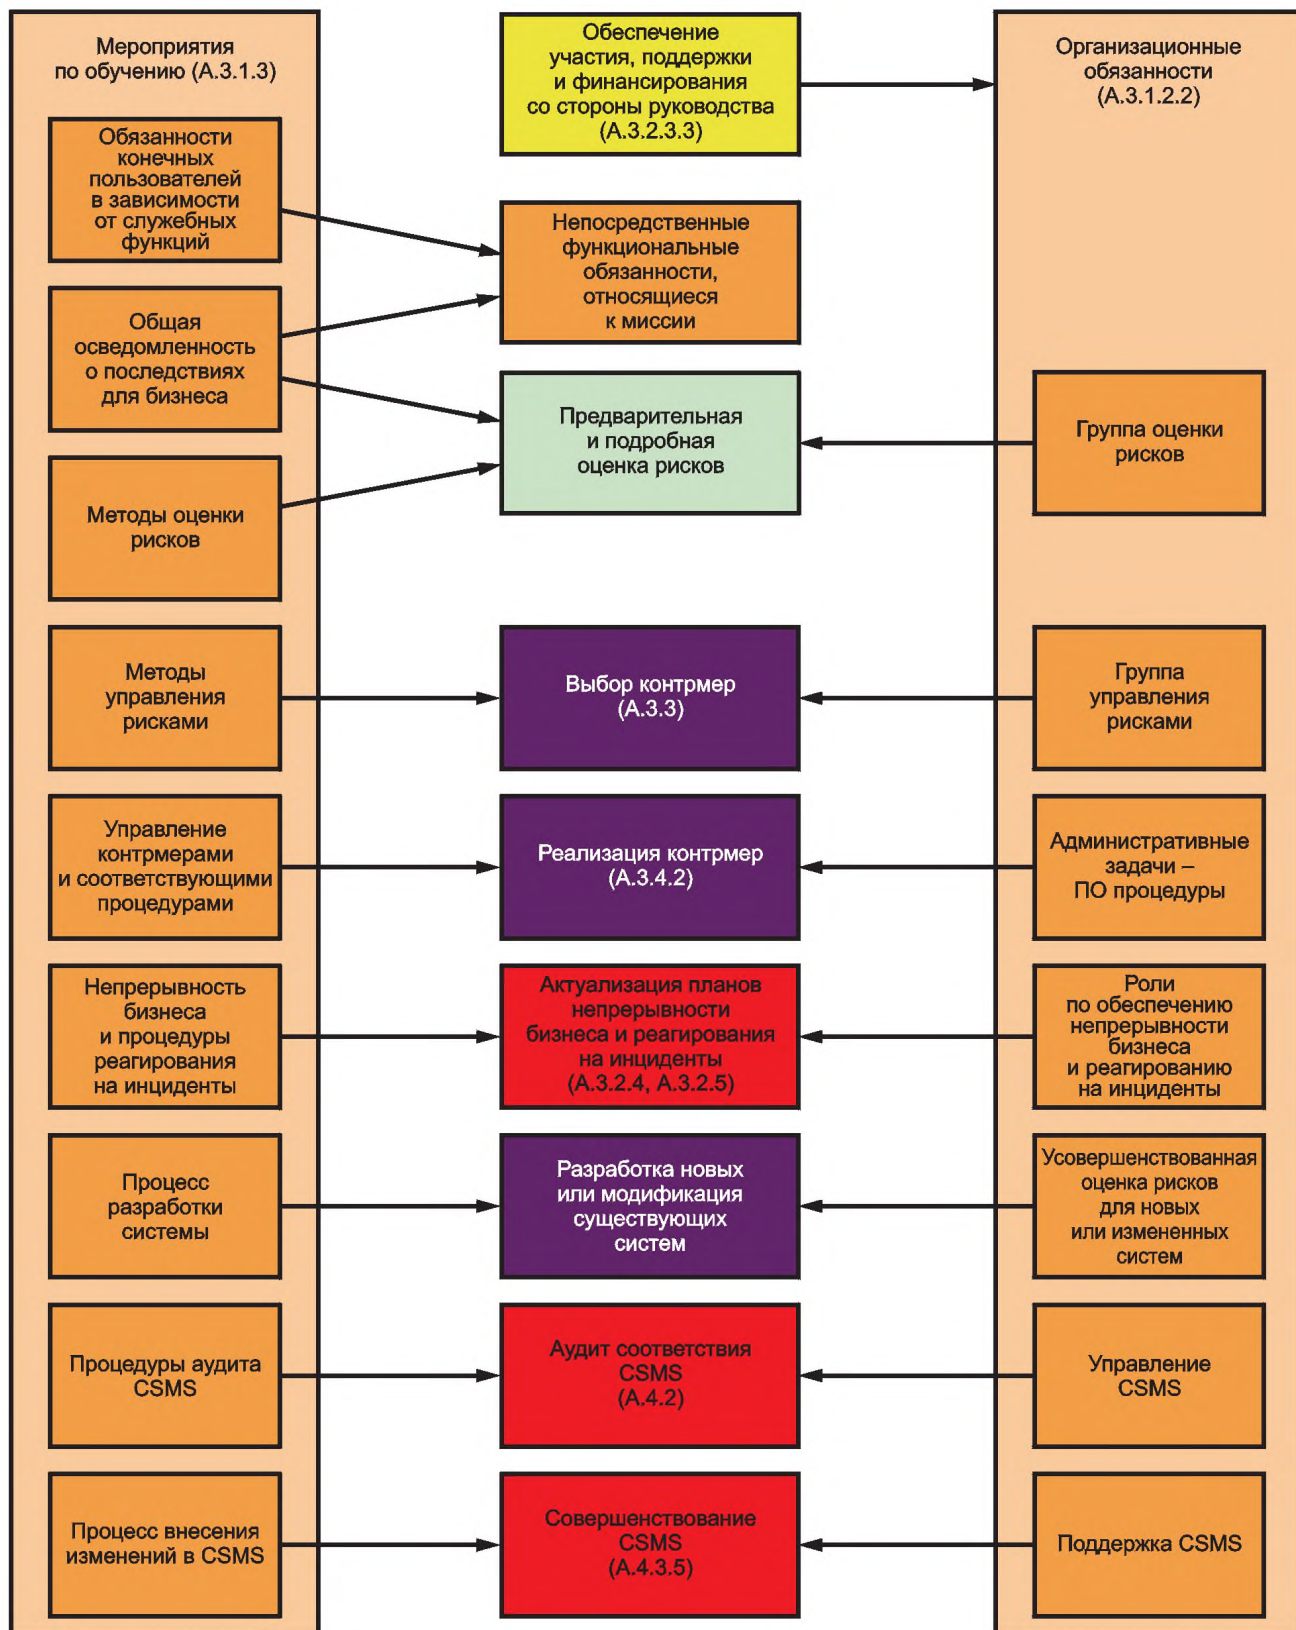 Мероприятия
по обучению (А.3.1.3)
Обязанности
конечных
пользователей
в зависимости
от служебных
функций
Общая
осведомленность
о последствиях
для бизнеса
Методы оценки
рисков
Методы
управления
рисками
Управление
контрмерами
и соответствующими
процедурами
Непрерывность
бизнеса
и процедуры
реагирования
на инциденты
Процесс
разработки
системы
Процедуры аудита
CSMS
Процесс внесения
изменений в CSMS
Обеспечение
участия, поддержки
и финансирования
со стороны руководства
(А.3.2.3.3)
Непосредственные
функциональные
обязанности,
относящиеся
к миссии
Предварительная
и подробная
оценка рисков
Выбор контрмер
(А.3.3)
Реализация контрмер
(А.3.4.2)
Актуализация планов
непрерывности
бизнеса и реагирования
на инциденты
(А.3.2.4, А.3.2.5)
Разработка новых
или модификация
существующих
систем
Аудит соответствия
CSMS
(А.4.2)
Совершенствование
CSMS
(А.4.3.5)
Организационные
обязанности
(А.3.1.2.2)
Группа оценки
рисков
Группа
управления
рисками
Административные
задачи –
ПО процедуры
Роли
по обеспечению
непрерывности
бизнеса
и реагированию
на инциденты
Усовершенствованная
оценка рисков
для новых
или измененных
систем
Управление
CSMS
Поддержка CSMS